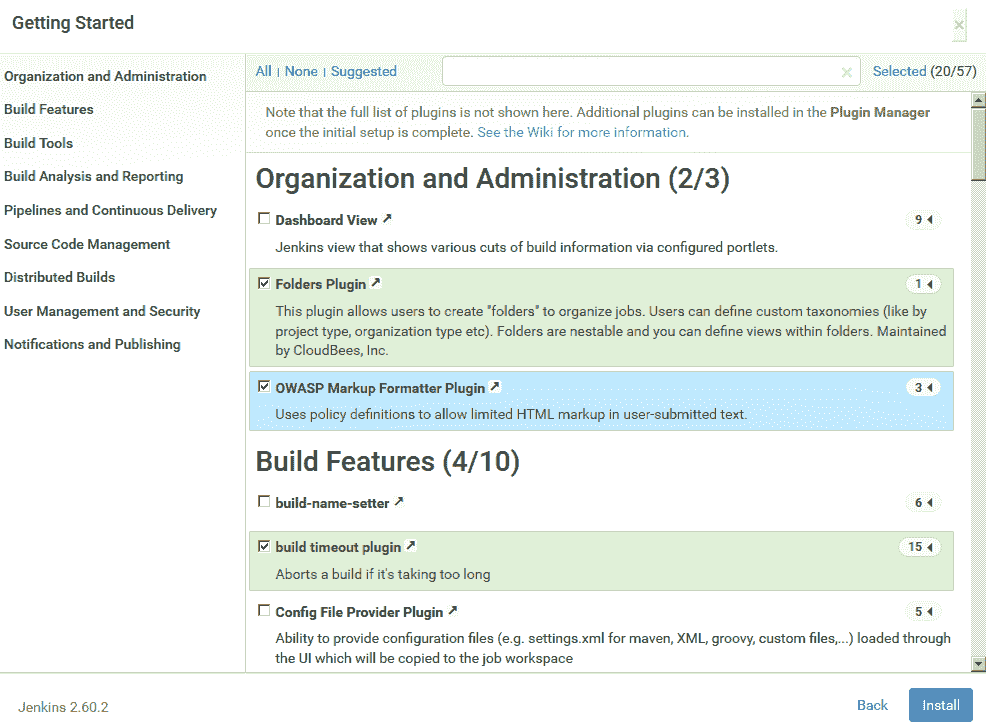 Getting Started
×
Organization and Administration
Build Features
Build Tools
Build Analysis and Reporting
Pipelines and Continuous Delivery
Source Code Management
Distributed Builds
User Management and Security
Notifications and Publishing
All | None | Suggested
×
Selected (20/57)
Note that the full list of plugins is not shown here. Additional plugins can be installed in the Plugin Manager
once the initial setup is complete. See the Wiki for more information.
Organization and Administration (2/3)
Dashboard View 9
Jenkins view that shows various cuts of build information via configured portlets.
Folders Plugin 1
This plugin allows users to create "folders" to organize jobs. Users can define custom taxonomies (like by
project type, organization type etc). Folders are nestable and you can define views within folders. Maintained
by CloudBees, Inc.
OWASP Markup Formatter Plugin 3
Uses policy definitions to allow limited HTML markup in user-submitted text.
Build Features (4/10)
build-name-setter 6
build timeout plugin 15
Aborts a build if it's taking too long
Config File Provider Plugin 5
Ability to provide configuration files (e.g. settings.xml for maven, XML, groovy, custom files,...) loaded through
the UI which will be copied to the job workspace
Jenkins 2.60.2
Back
Install